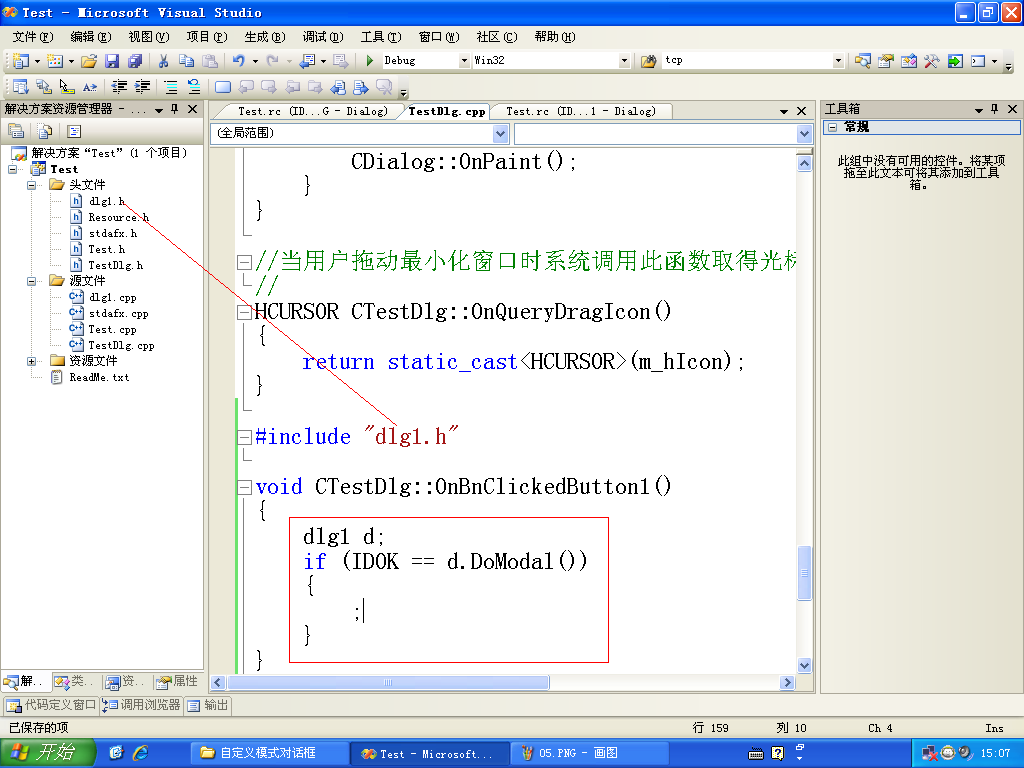 Test - Microsoft Visual Studio
文件(F) 编辑(E) 视图(V) 项目(P) 生成(B) 调试(D) 工具(T) 窗口(W) 社区(C) 帮助(H)
Debug Win32 tcp
解决方案资源管理器 - ...
Test.rc (ID...G - Dialog) TestDlg.cpp Test.rc (ID...1 - Dialog)
工具箱
(全局范围)
常规
此组中没有可用的控件。将某项
拖至此文本可将其添加到工具
箱。
解决方案“Test”(1 个项目)
Test
头文件
dlg1.h
Resource.h
stdafx.h
Test.h
TestDlg.h
源文件
dlg1.cpp
stdafx.cpp
Test.cpp
TestDlg.cpp
资源文件
ReadMe.txt
CDialog::OnPaint();
}
}
//当用户拖动最小化窗口时系统调用此函数取得光标
//
HCURSOR CTestDlg::OnQueryDragIcon()
{
return static_cast<HCURSOR>(m_hIcon);
}
#include "dlg1.h"
void CTestDlg::OnBnClickedButton1()
{
dlg1 d;
if (IDOK == d.DoModal())
{
;
}
}
解.. 类.. 资.. 属性
代码定义窗口 调用浏览器 输出
已保存的项 行 159 列 10 Ch 4 Ins
开始 自定义模式对话框 Test - Microsoft... 05.PNG - 画图 15:07